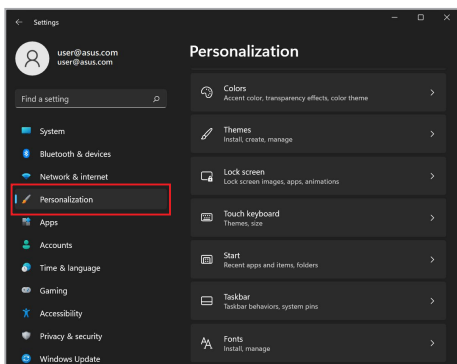 Settings
user@asus.com
user@asus.com
Find a setting
System
Bluetooth & devices
Network & internet
Personalization
Apps
Accounts
Time & language
Gaming
Accessibility
Privacy & security
Windows Update
Personalization
Colors
Accent color, transparency effects, color theme
Themes
Install, create, manage
Lock screen
Lock screen images, apps, animations
Touch keyboard
Themes, size
Start
Recent apps and items, folders
Taskbar
Taskbar behaviors, system pins
Fonts
Install, manage